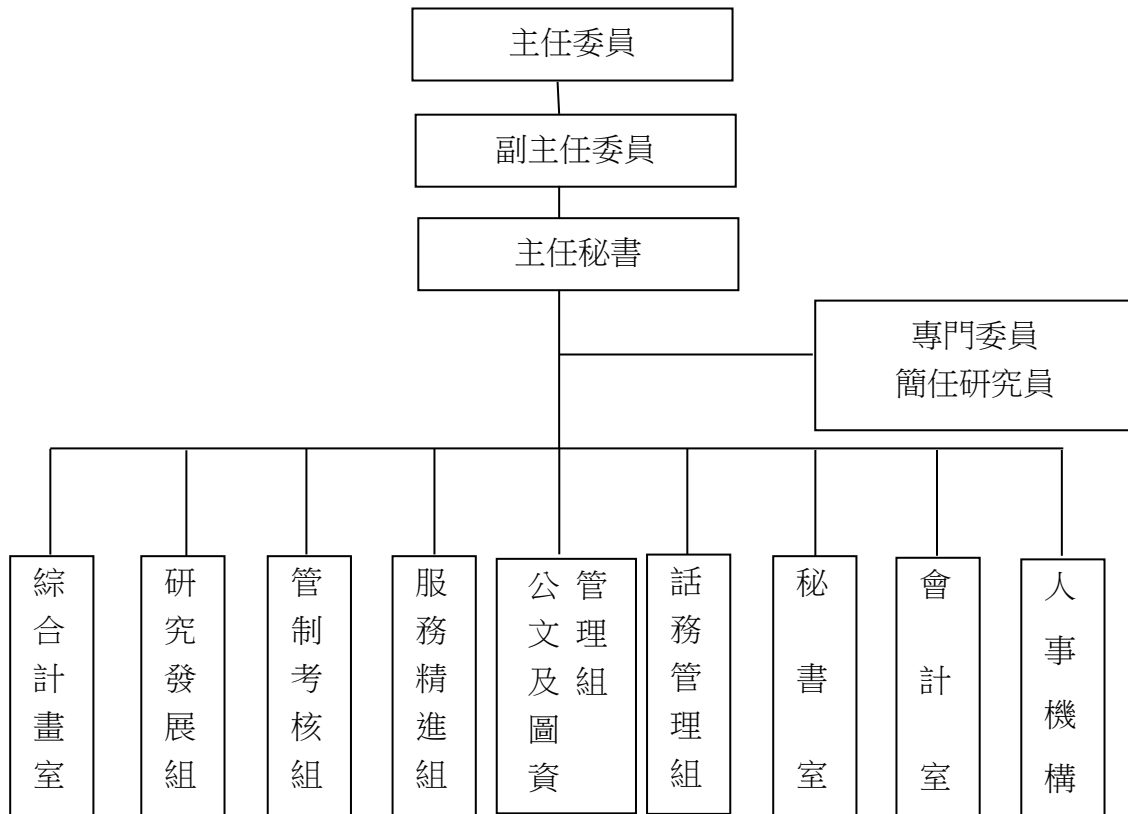 主任委員
副主任委員
主任秘書
專門委員
簡任研究員
綜合計畫室
研究發展組
管制考核組
服務精進組
公文及圖資
管理組
話務管理組
秘書室
會計室
人事機構